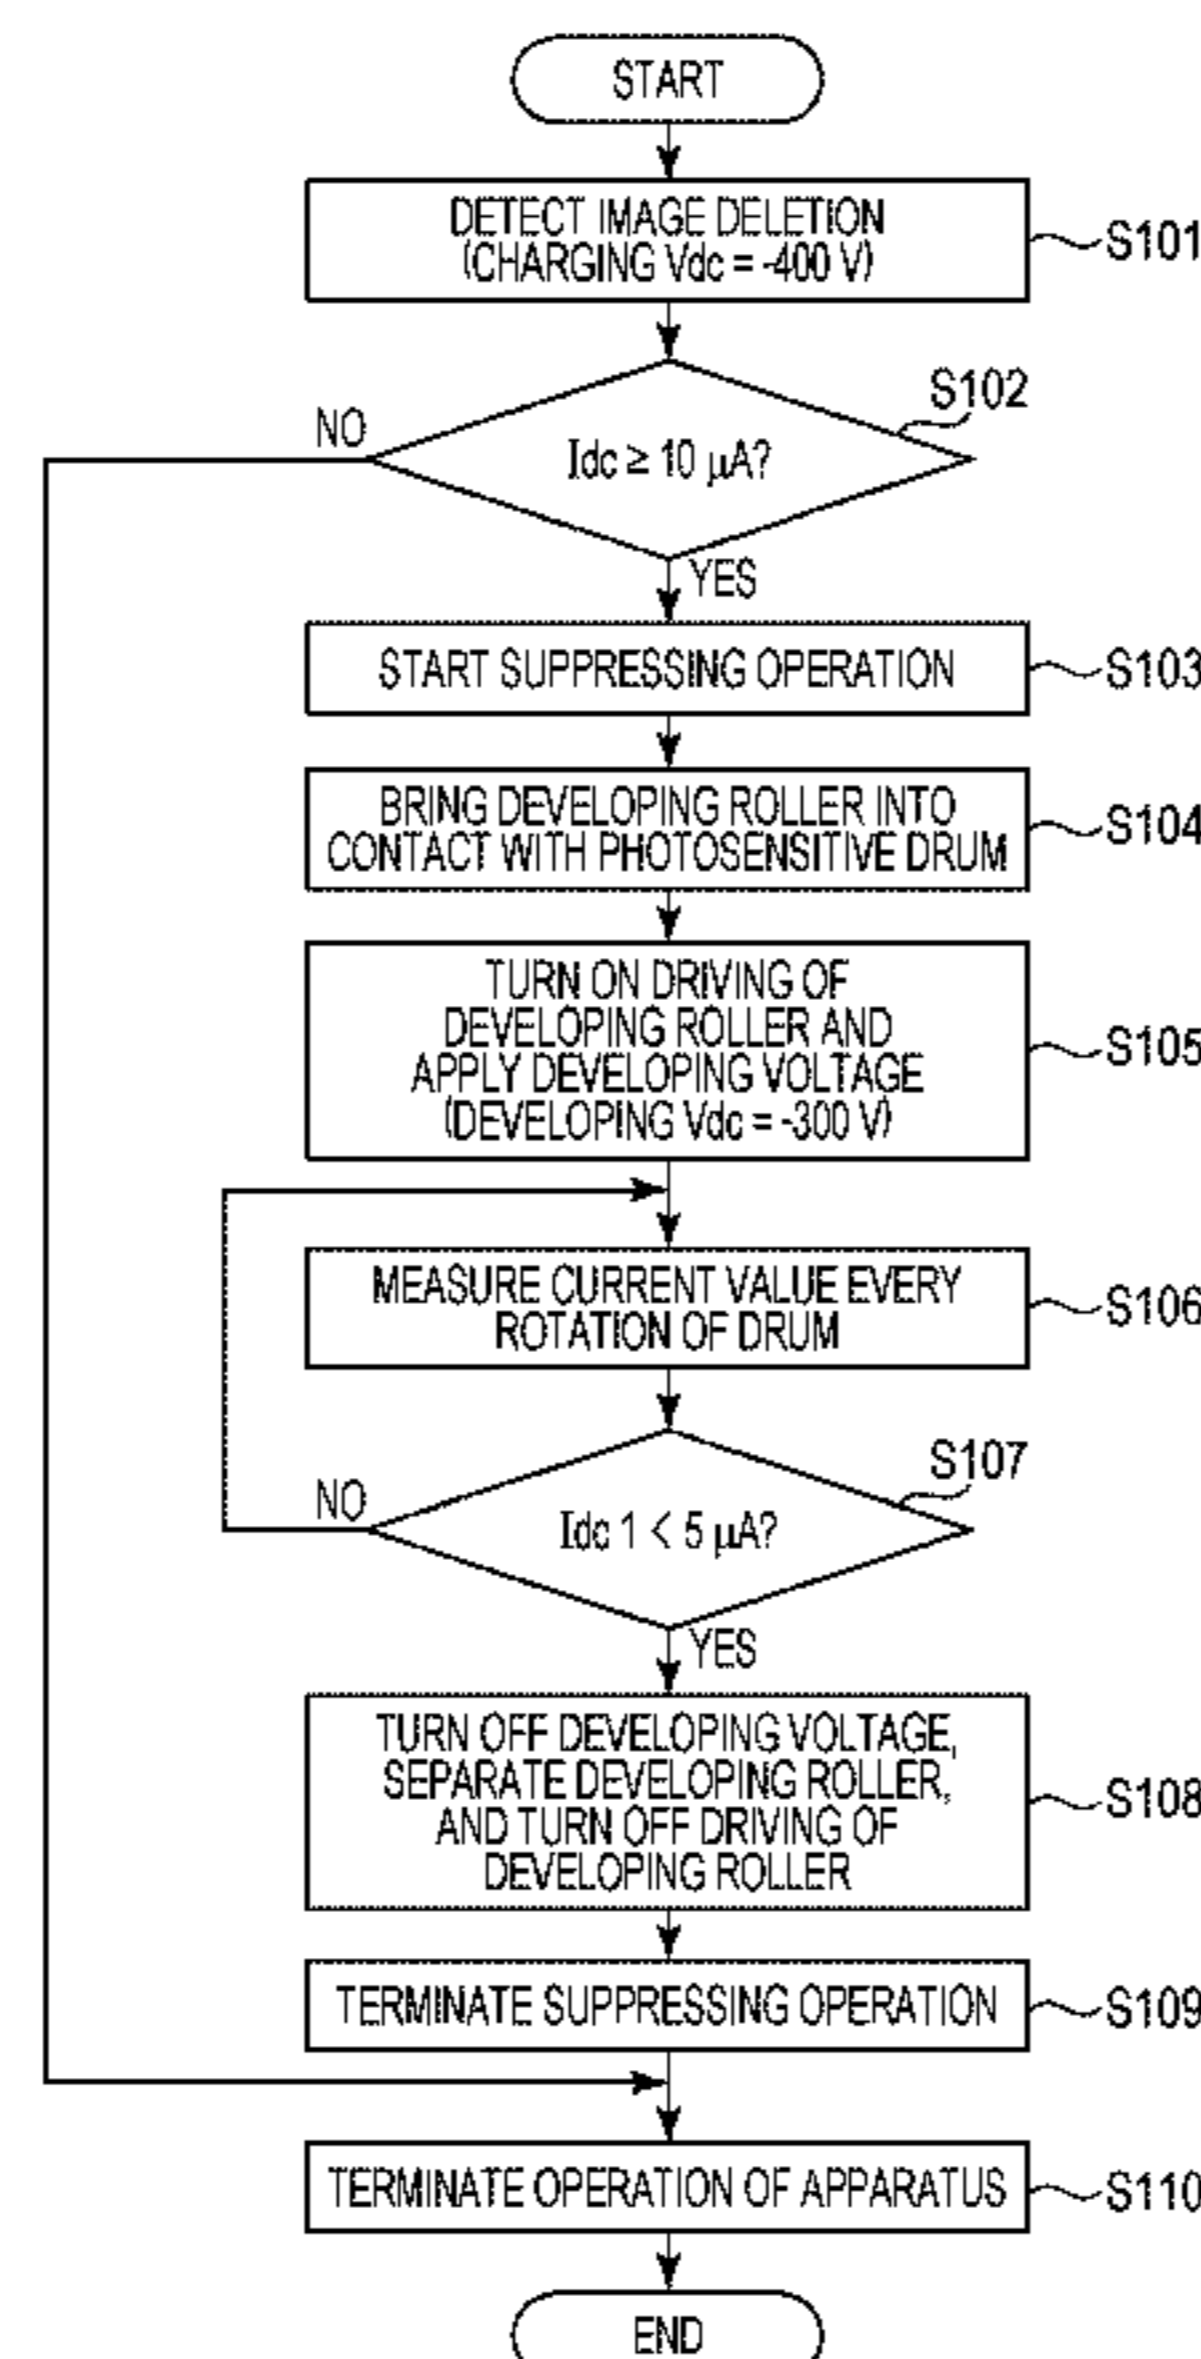 START
DETECT IMAGE DELETION
(CHARGING Vdc = -400 V)
S101
S102
NO
Idc ≥ 10 μA?
YES
START SUPPRESSING OPERATION
S103
BRING DEVELOPING ROLLER INTO
CONTACT WITH PHOTOSENSITIVE DRUM
S104
TURN ON DRIVING OF
DEVELOPING ROLLER AND
APPLY DEVELOPING VOLTAGE
(DEVELOPING Vdc = -300 V)
S105
MEASURE CURRENT VALUE EVERY
ROTATION OF DRUM
S106
S107
NO
Idc 1 < 5 μA?
YES
TURN OFF DEVELOPING VOLTAGE,
SEPARATE DEVELOPING ROLLER,
AND TURN OFF DRIVING OF
DEVELOPING ROLLER
S108
TERMINATE SUPPRESSING OPERATION
S109
TERMINATE OPERATION OF APPARATUS
S110
END